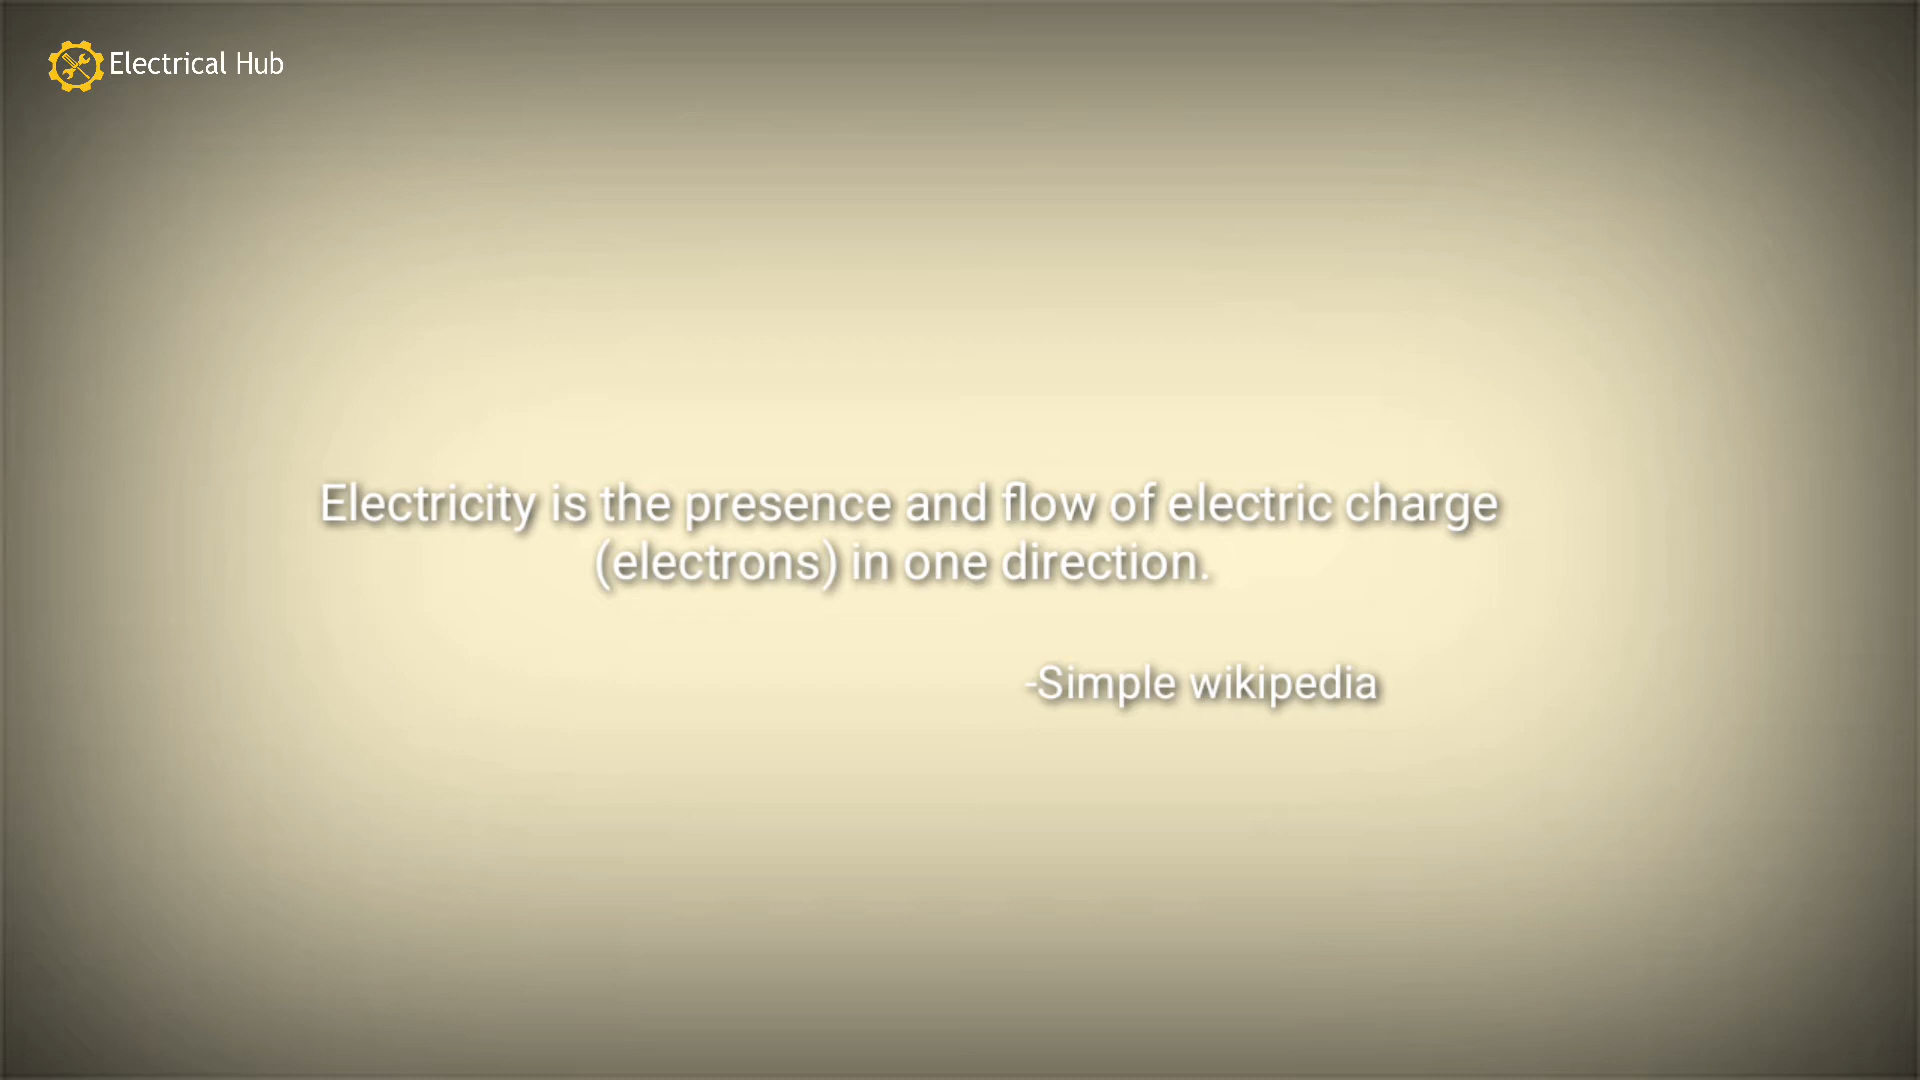 Electrical Hub
Electricity is the presence and flow of electric charge
(electrons) in one direction.
-Simple wikipedia